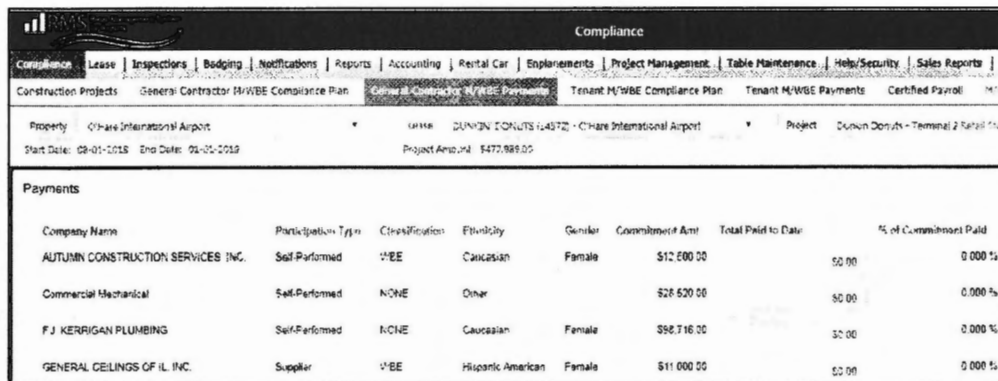 RMS
Compliance
Compliance | Lease | Inspections | Badging | Notifications | Reports | Accounting | Rental Car | Enplanements | Project Management | Table Maintenance | Help/Security | Sales Reports |
Construction Projects General Contractor M/WBE Compliance Plan General Contractor M/WBE Payments Tenant M/WBE Compliance Plan Tenant M/WBE Payments Certified Payroll
Property O'Hare International Airport Lease DUNKIN' DONUTS (14572) - O'Hare International Airport Project Dunkin Donuts - Terminal 2 Retail
Start Date: End Date: Project Amount:
Payments
Company Name Participation Type Classification Ethnicity Gender Commitment Amt Total Paid to Date % of Commitment Paid
AUTUMN CONSTRUCTION SERVICES INC. Self-Performed WBE Caucasian Female $12,600.00 $0.00 0.000 %
Commercial Mechanical Self-Performed NONE Other $28,520.00 $0.00 0.000 %
F.J. KERRIGAN PLUMBING Self-Performed NONE Caucasian Female $98,716.00 $0.00 0.000 %
GENERAL CEILINGS OF IL. INC. Supplier WBE Hispanic American Female $11,000.00 $0.00 0.000 %